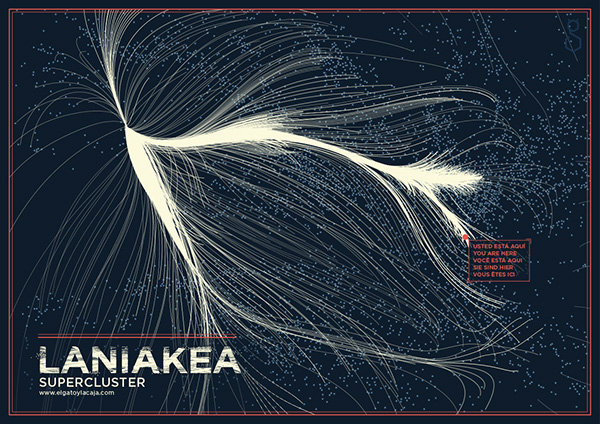 USTED ESTÁ AQUÍ
YOU ARE HERE
VOCÊ ESTÁ AQUI
SIE SIND HIER
VOUS ÊTES ICI
LANIAKEA
SUPERCLUSTER
www.elgatoylacaja.com